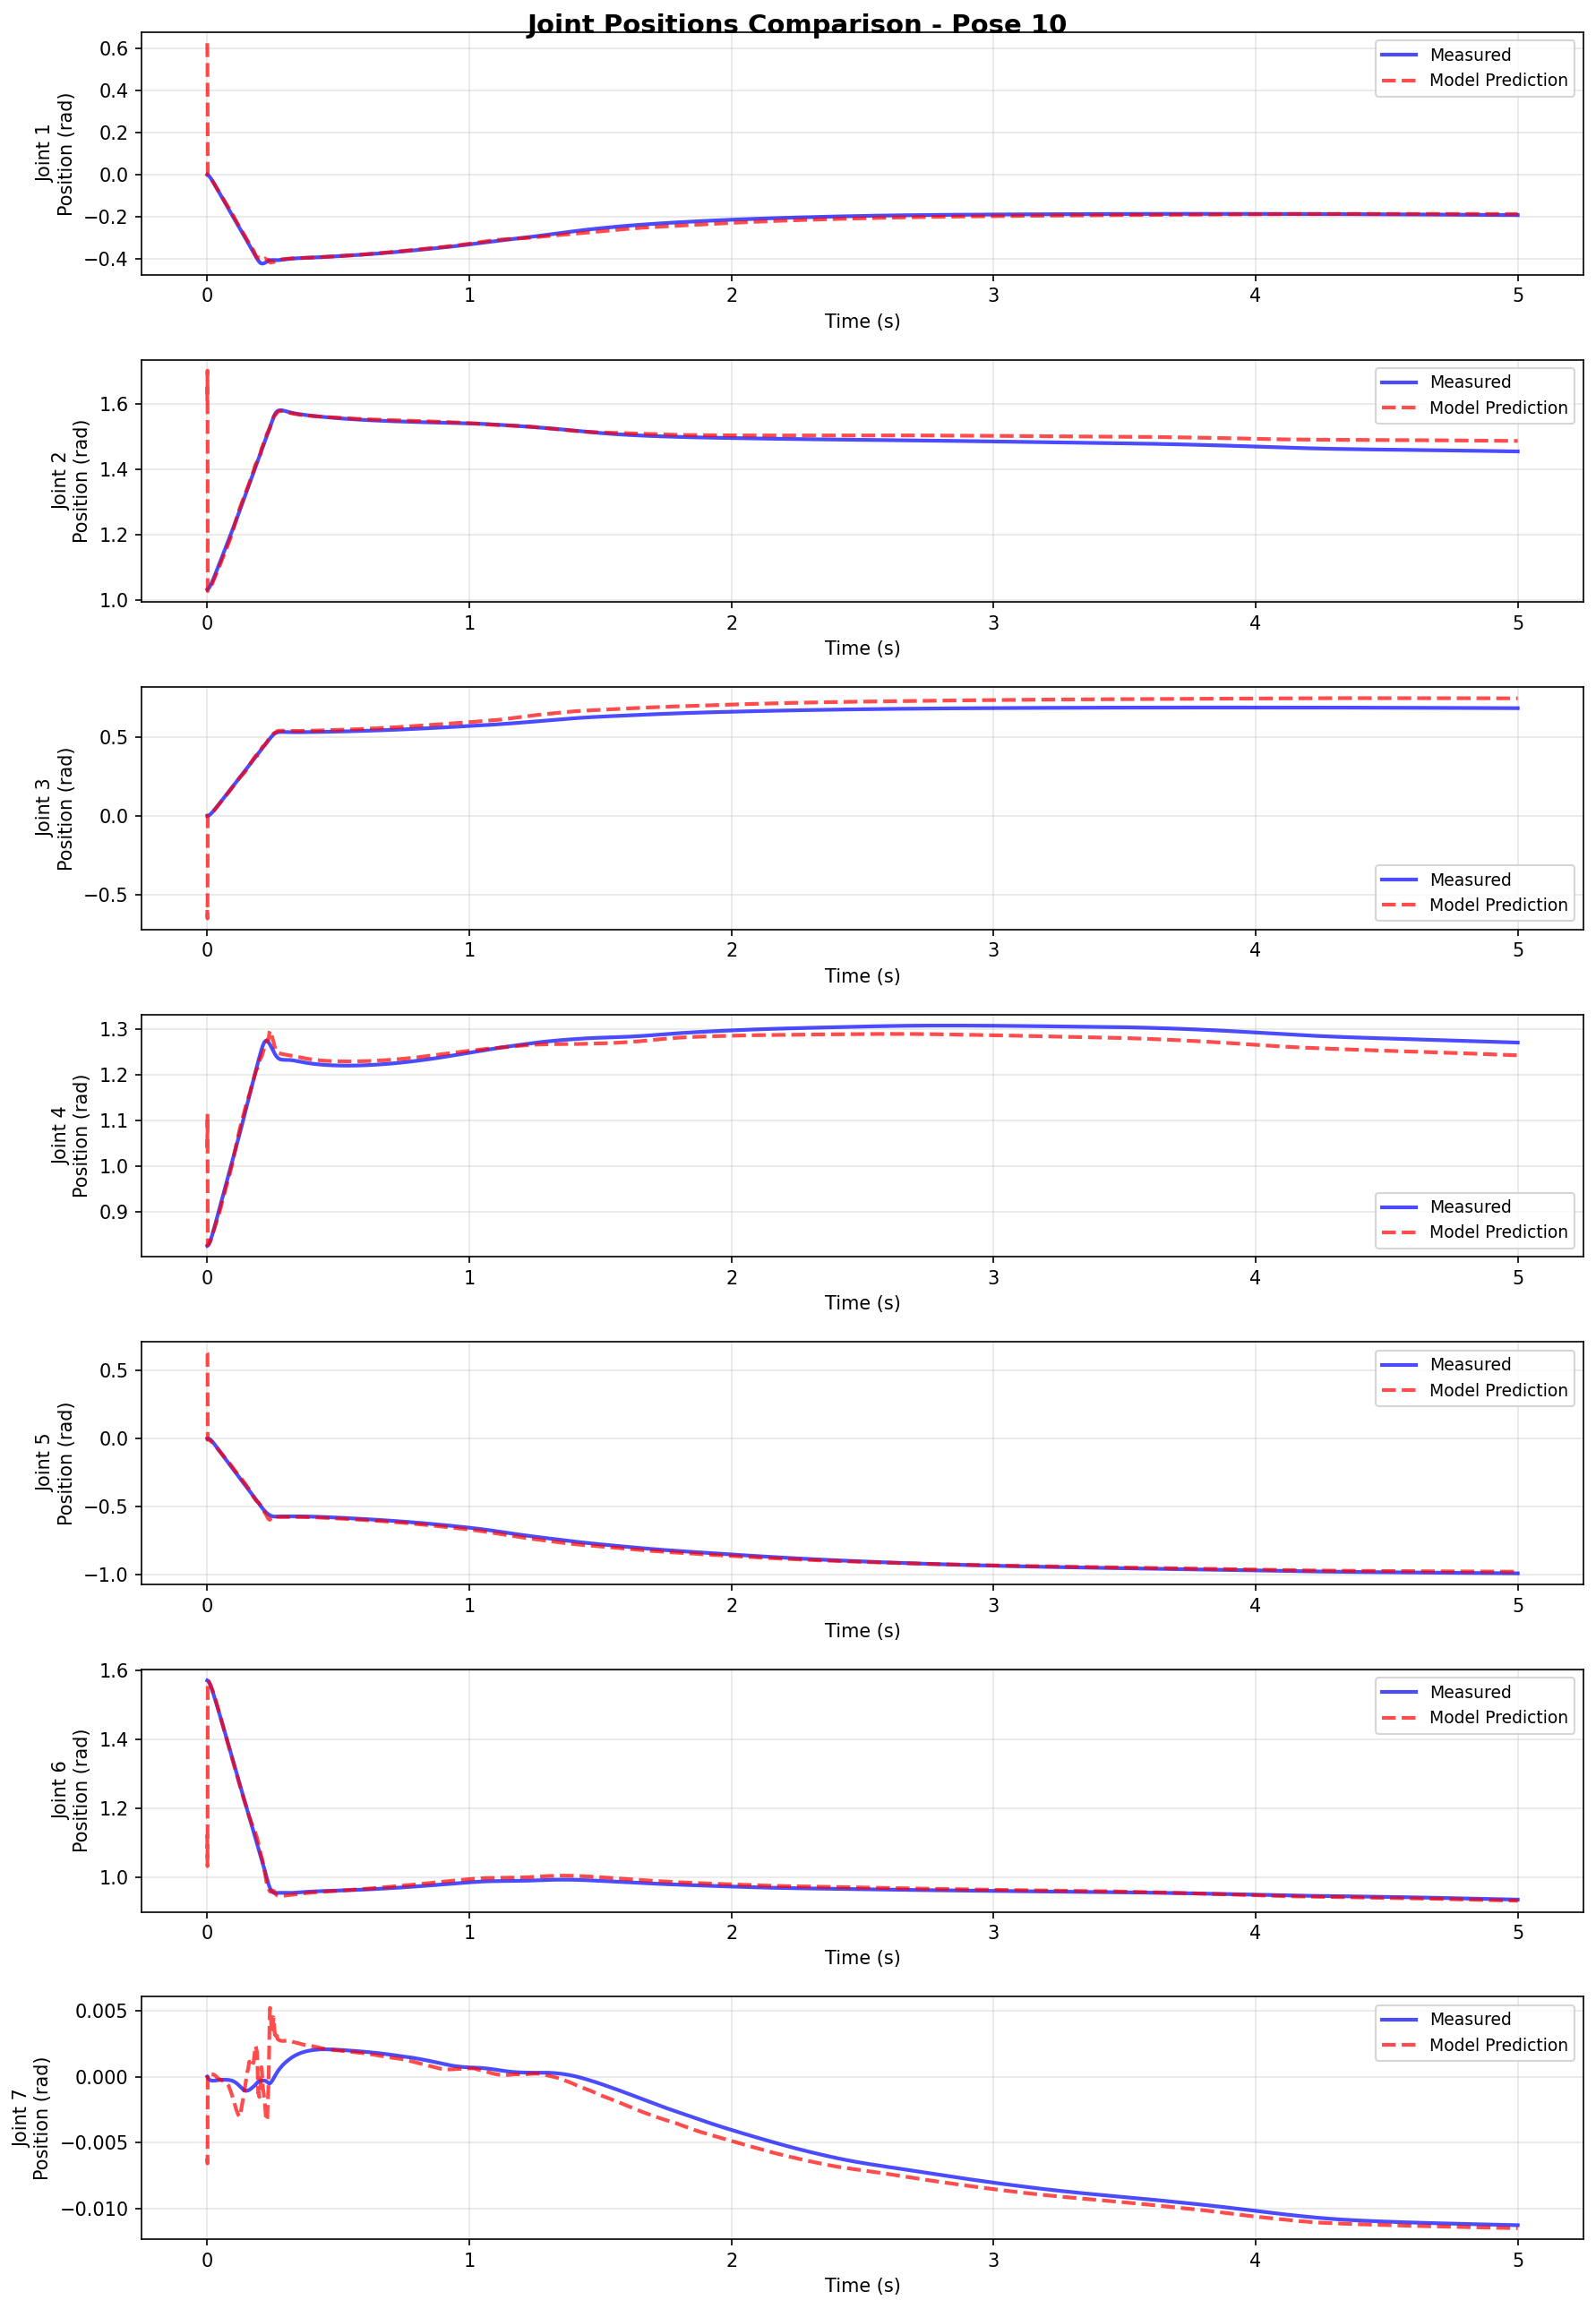 Joint Positions Comparison - Pose 10
Joint 1
Position (rad)
0.6
0.4
0.2
0.0
−0.2
−0.4
Measured
Model Prediction
0 1 2 3 4 5
Time (s)
Joint 2
Position (rad)
1.6
1.4
1.2
1.0
Measured
Model Prediction
0 1 2 3 4 5
Time (s)
Joint 3
Position (rad)
0.5
0.0
−0.5
Measured
Model Prediction
0 1 2 3 4 5
Time (s)
Joint 4
Position (rad)
1.3
1.2
1.1
1.0
0.9
Measured
Model Prediction
0 1 2 3 4 5
Time (s)
Joint 5
Position (rad)
0.5
0.0
−0.5
−1.0
Measured
Model Prediction
0 1 2 3 4 5
Time (s)
Joint 6
Position (rad)
1.6
1.4
1.2
1.0
Measured
Model Prediction
0 1 2 3 4 5
Time (s)
Joint 7
Position (rad)
0.005
0.000
−0.005
−0.010
Measured
Model Prediction
0 1 2 3 4 5
Time (s)